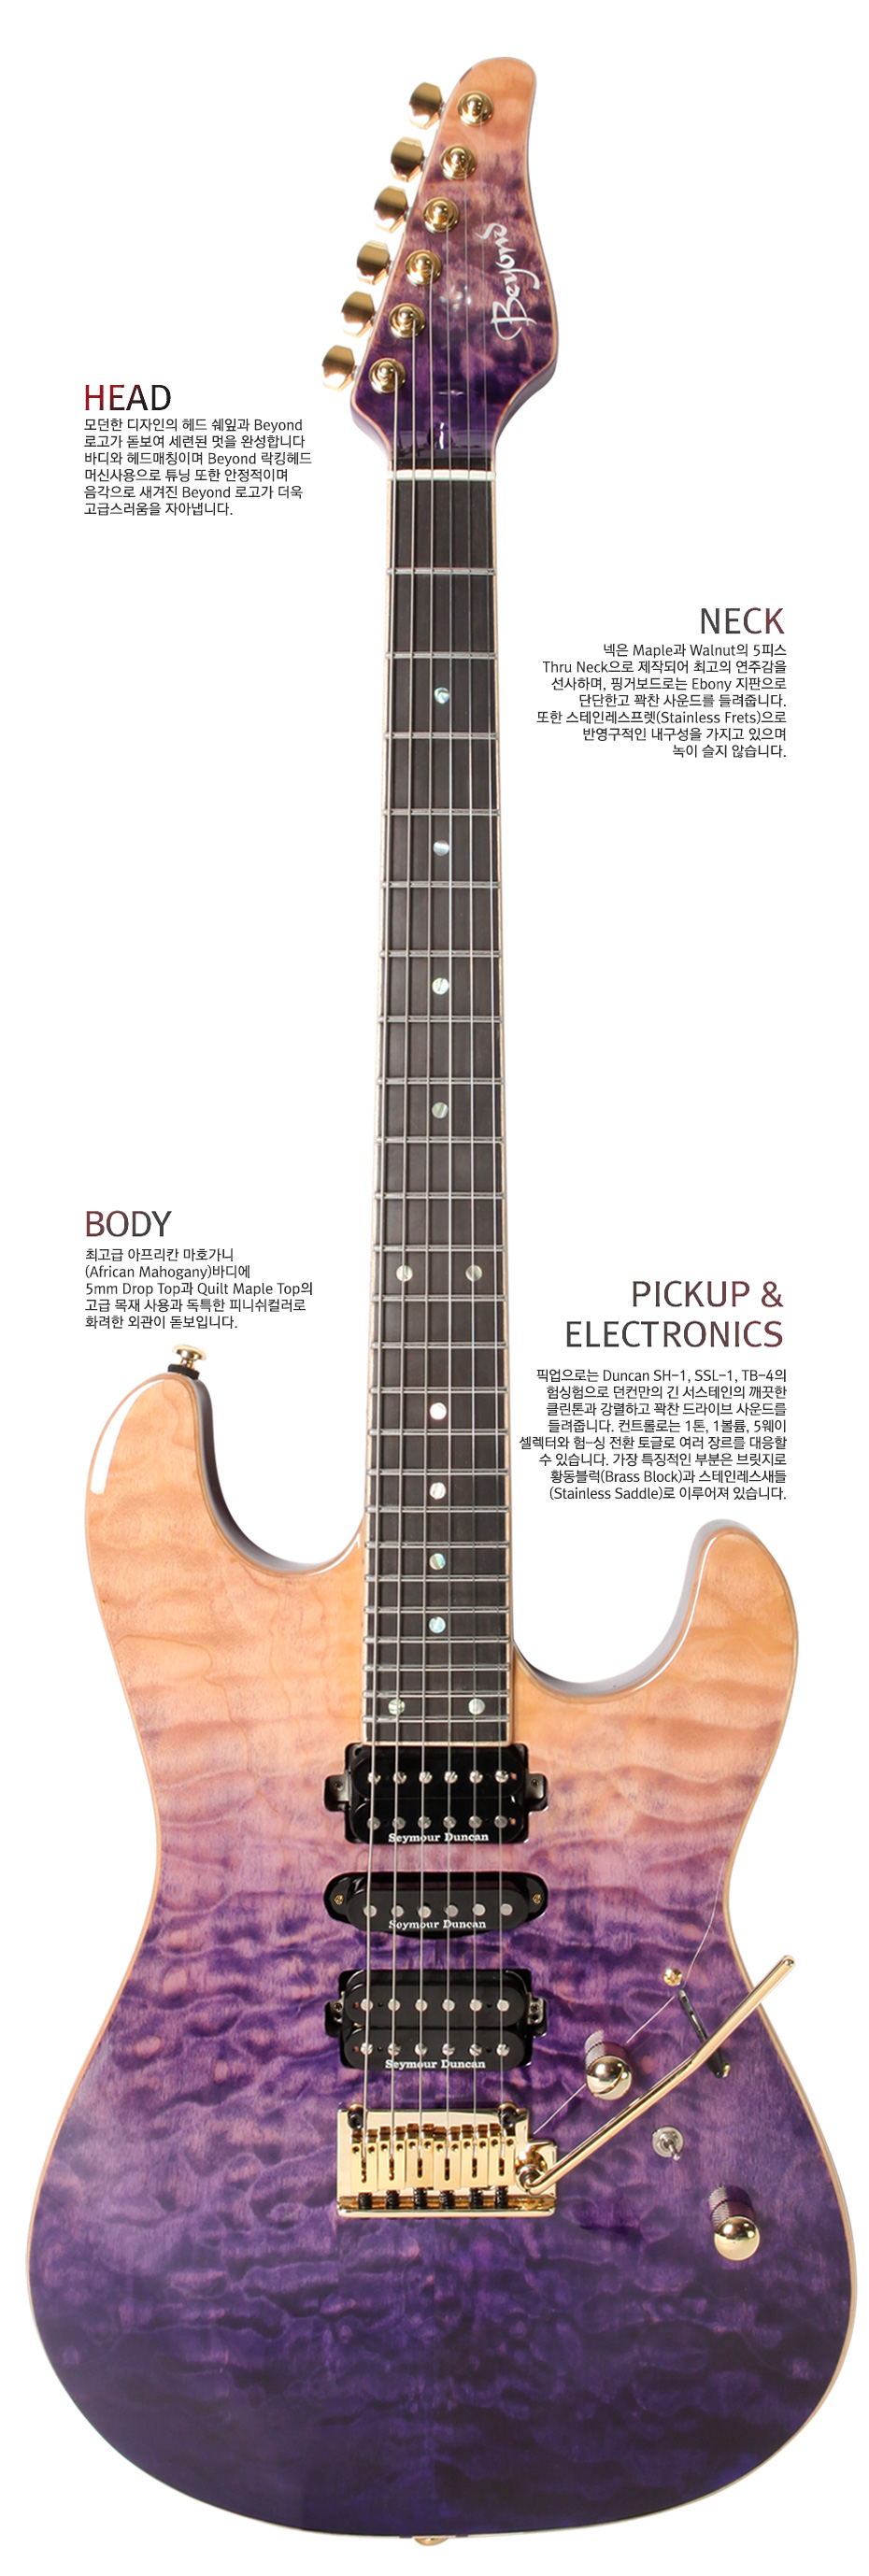 Beyond
HEAD
모던한 디자인의 헤드 쉐잎과 Beyond
로고가 돋보여 세련된 멋을 완성합니다
바디와 헤드매칭이며 Beyond 락킹헤드
머신사용으로 튜닝 또한 안정적이며
음각으로 새겨진 Beyond 로고가 더욱
고급스러움을 자아냅니다.
NECK
넥은 Maple과 Walnut의 5피스
Thru Neck으로 제작되어 최고의 연주감을
선사하며, 핑거보드로는 Ebony 지판으로
단단한고 꽉찬 사운드를 들려줍니다.
또한 스테인레스프렛(Stainless Frets)으로
반영구적인 내구성을 가지고 있으며
녹이 슬지 않습니다.
BODY
최고급 아프리칸 마호가니
(African Mahogany)바디에
5mm Drop Top과 Quilt Maple Top의
고급 목재 사용과 독특한 피니쉬컬러로
화려한 외관이 돋보입니다.
PICKUP &
ELECTRONICS
픽업으로는 Duncan SH-1, SSL-1, TB-4의
험싱험으로 던컨만의 긴 서스테인의 깨끗한
클린톤과 강렬하고 꽉찬 드라이브 사운드를
들려줍니다. 컨트롤로는 1톤, 1볼륨, 5웨이
셀렉터와 험-싱 전환 토글로 여러 장르를 대응할
수 있습니다. 가장 특징적인 부분은 브릿지로
황동블럭(Brass Block)과 스테인레스새들
(Stainless Saddle)로 이루어져 있습니다.
Seymour Duncan
Seymour Duncan
Seymour Duncan